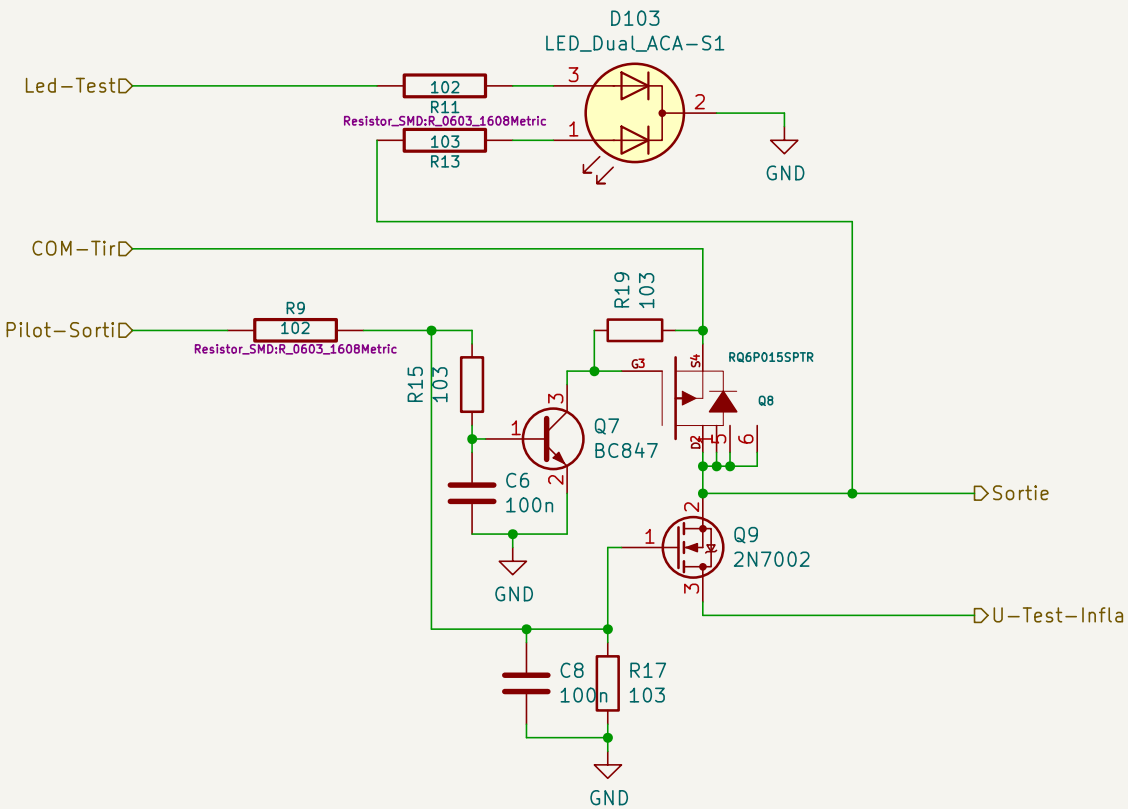 D103
LED_Dual_ACA-S1
Led-Test
102
R11
3
2
Resistor_SMD:R_0603_1608Metric
103
R13
1
GND
COM-Tir
R19
103
R9
Pilot-Sorti
102
Resistor_SMD:R_0603_1608Metric
R15
103
G3
S4
RQ6P015SPTR
Q8
3
1
Q7
BC847
2
D2
1
5
6
C6
100n
Sortie
2
1
Q9
2N7002
3
GND
U-Test-Infla
C8
100n
R17
103
GND